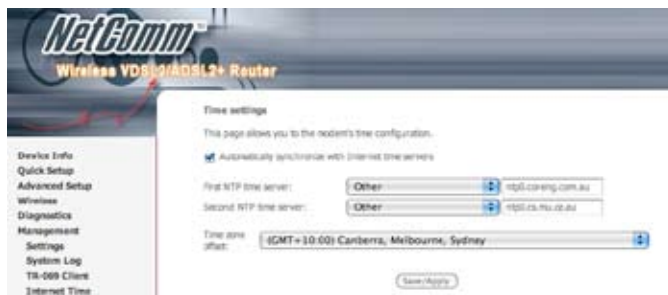 NetComm
Wireless VDSL2/ADSL2+ Router
Time settings
This page allows you to the modem's time configuration.
Automatically synchronize with Internet time servers
First NTP time server: Other ntp0.coreng.com.au
Second NTP time server: Other
Time zone offset: (GMT+10:00) Canberra, Melbourne, Sydney
Save/Apply
Device Info
Quick Setup
Advanced Setup
Wireless
Diagnostics
Management
Settings
System Log
TR-069 Client
Internet Time